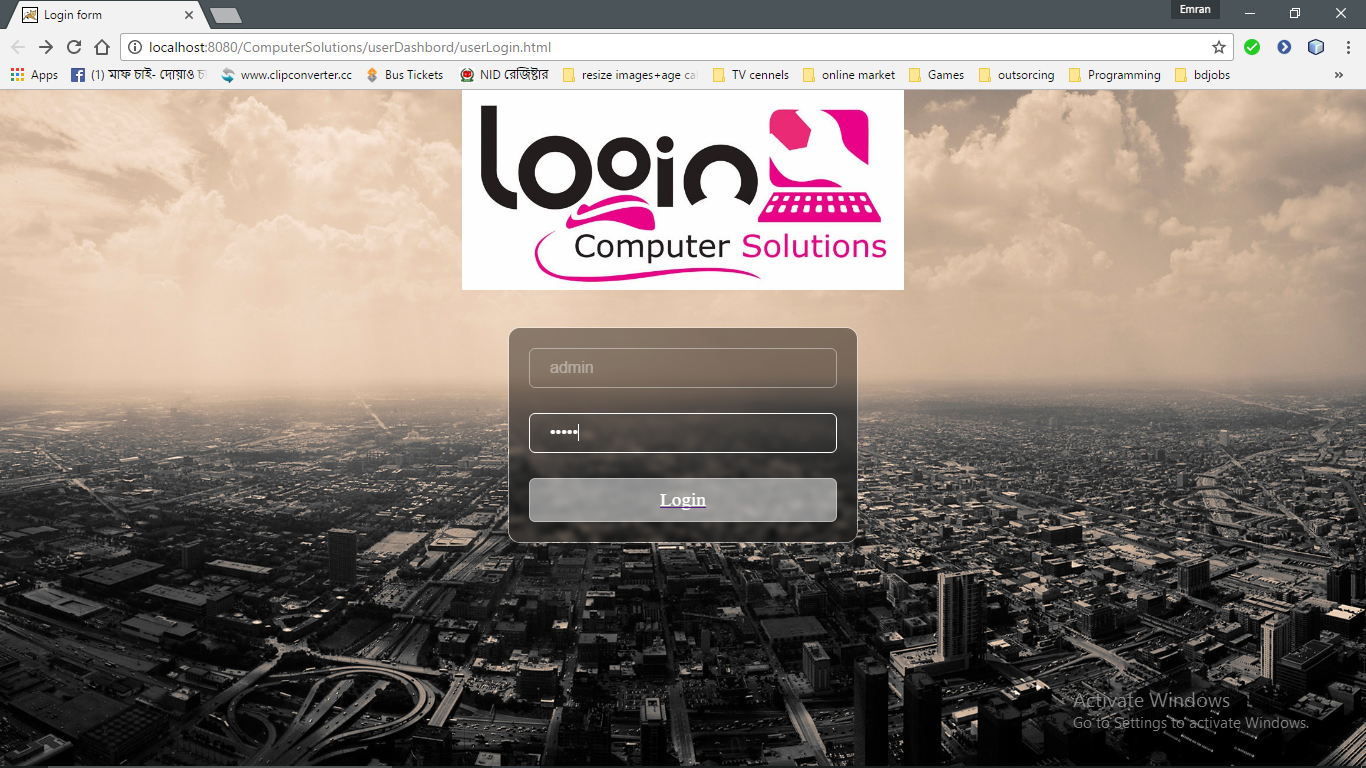 Login form
Emran
localhost:8080/ComputerSolutions/userDashbord/userLogin.html
Apps (1) মাফ চাই- দোয়াও www.clipconverter.cc Bus Tickets NID রেজিষ্টার resize images+age cal TV cennels online market Games outsorcing Programming bdjobs »
Login
Computer Solutions
admin
•••••
Login
Activate Windows
Go to Settings to activate Windows.